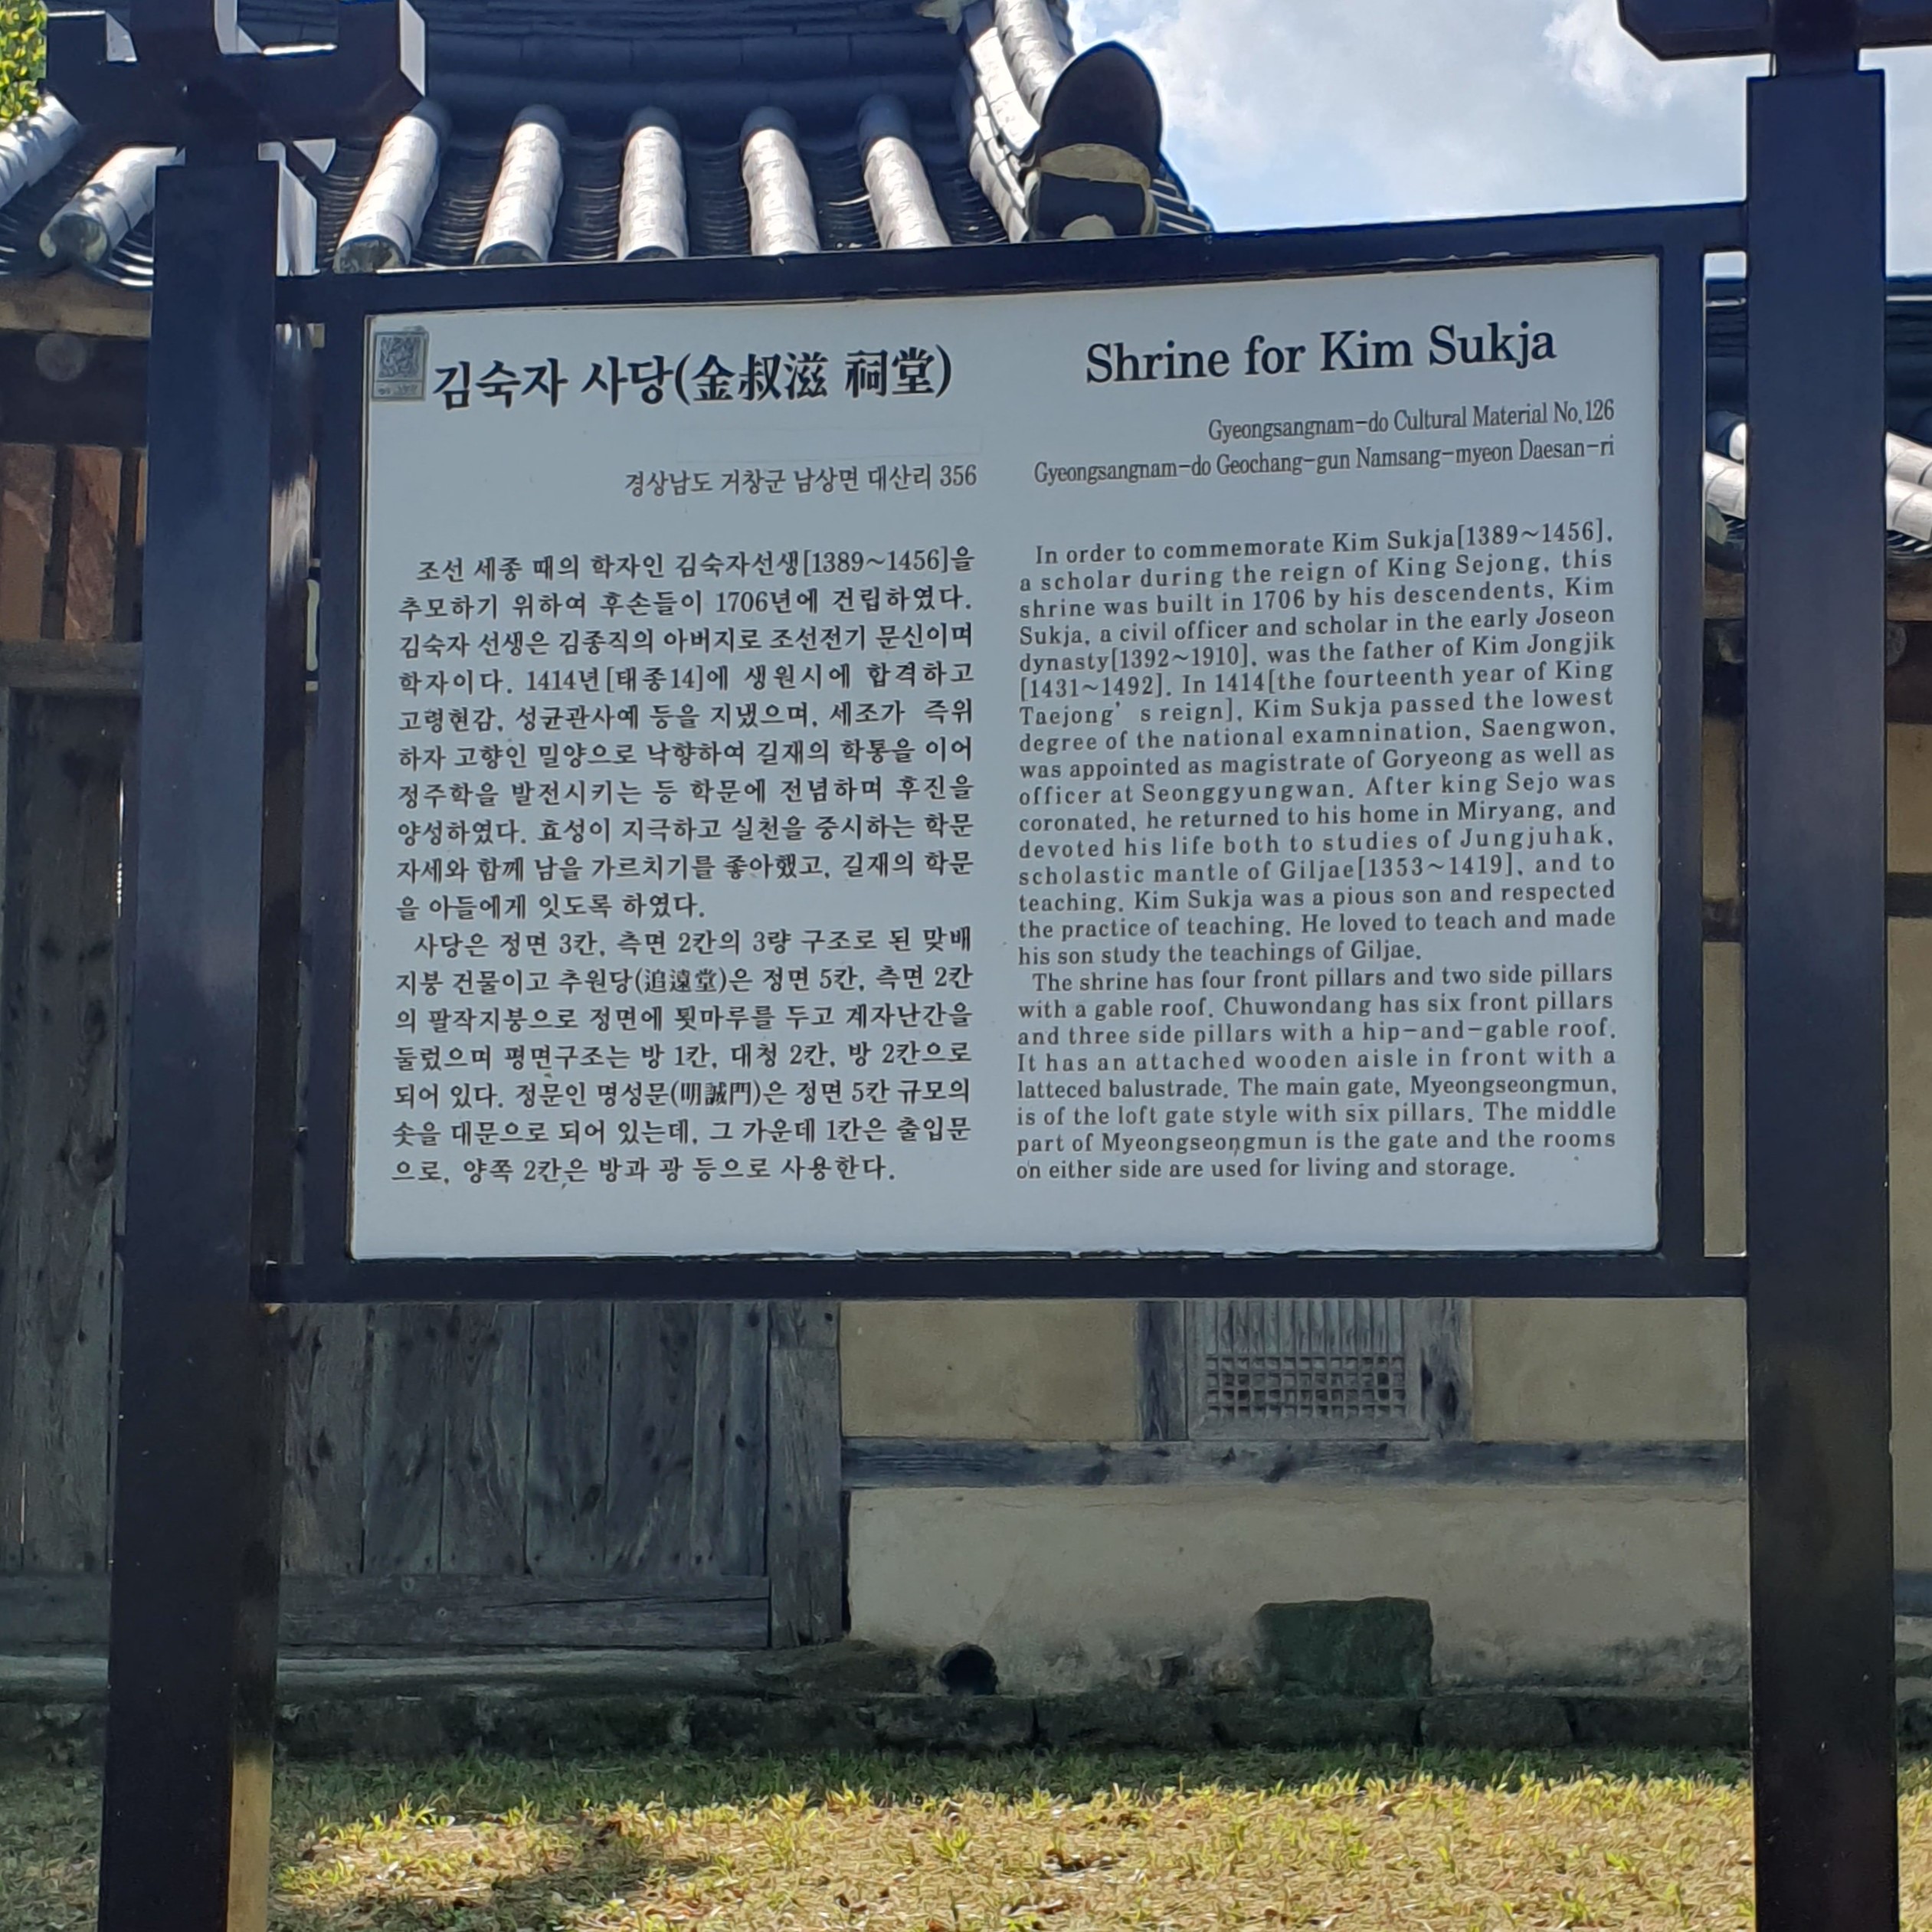 김숙자 사당(金叔滋 祠堂)
경상남도 거창군 남상면 대산리 356
조선 세종 때의 학자인 김숙자선생[1389~1456]을
추모하기 위하여 후손들이 1706년에 건립하였다.
김숙자 선생은 김종직의 아버지로 조선전기 문신이며
학자이다. 1414년[태종14]에 생원시에 합격하고
고령현감, 성균관사예 등을 지냈으며, 세조가 즉위
하자 고향인 밀양으로 낙향하여 길재의 학통을 이어
정주학을 발전시키는 등 학문에 전념하며 후진을
양성하였다. 효성이 지극하고 실천을 중시하는 학문
자세와 함께 남을 가르치기를 좋아했고, 길재의 학문
을 아들에게 잇도록 하였다.
사당은 정면 3칸, 측면 2칸의 3량 구조로 된 맞배
지붕 건물이고 추원당(追遠堂)은 정면 5칸, 측면 2칸
의 팔작지붕으로 정면에 툇마루를 두고 계자난간을
둘렀으며 평면구조는 방 1칸, 대청 2칸, 방 2칸으로
되어 있다. 정문인 명성문(明誠門)은 정면 5칸 규모의
솟을 대문으로 되어 있는데, 그 가운데 1칸은 출입문
으로, 양쪽 2칸은 방과 광 등으로 사용한다.
Shrine for Kim Sukja
Gyeongsangnam-do Cultural Material No.126
Gyeongsangnam-do Geochang-gun Namsang-myeon Daesan-ri
In order to commemorate Kim Sukja[1389~1456],
a scholar during the reign of King Sejong, this
shrine was built in 1706 by his descendents, Kim
Sukja, a civil officer and scholar in the early Joseon
dynasty[1392~1910], was the father of Kim Jongjik
[1431~1492]. In 1414[the fourteenth year of King
Taejong' s reign], Kim Sukja passed the lowest
degree of the national examnination, Saengwon,
was appointed as magistrate of Goryeong as well as
officer at Seonggyungwan. After king Sejo was
coronated, he returned to his home in Miryang, and
devoted his life both to studies of Jungjuhak,
scholastic mantle of Giljae[1353~1419], and to
teaching. Kim Sukja was a pious son and respected
the practice of teaching. He loved to teach and made
his son study the teachings of Giljae.
The shrine has four front pillars and two side pillars
with a gable roof. Chuwondang has six front pillars
and three side pillars with a hip-and-gable roof.
It has an attached wooden aisle in front with a
latteced balustrade. The main gate, Myeongseongmun,
is of the loft gate style with six pillars. The middle
part of Myeongseongmun is the gate and the rooms
on either side are used for living and storage.